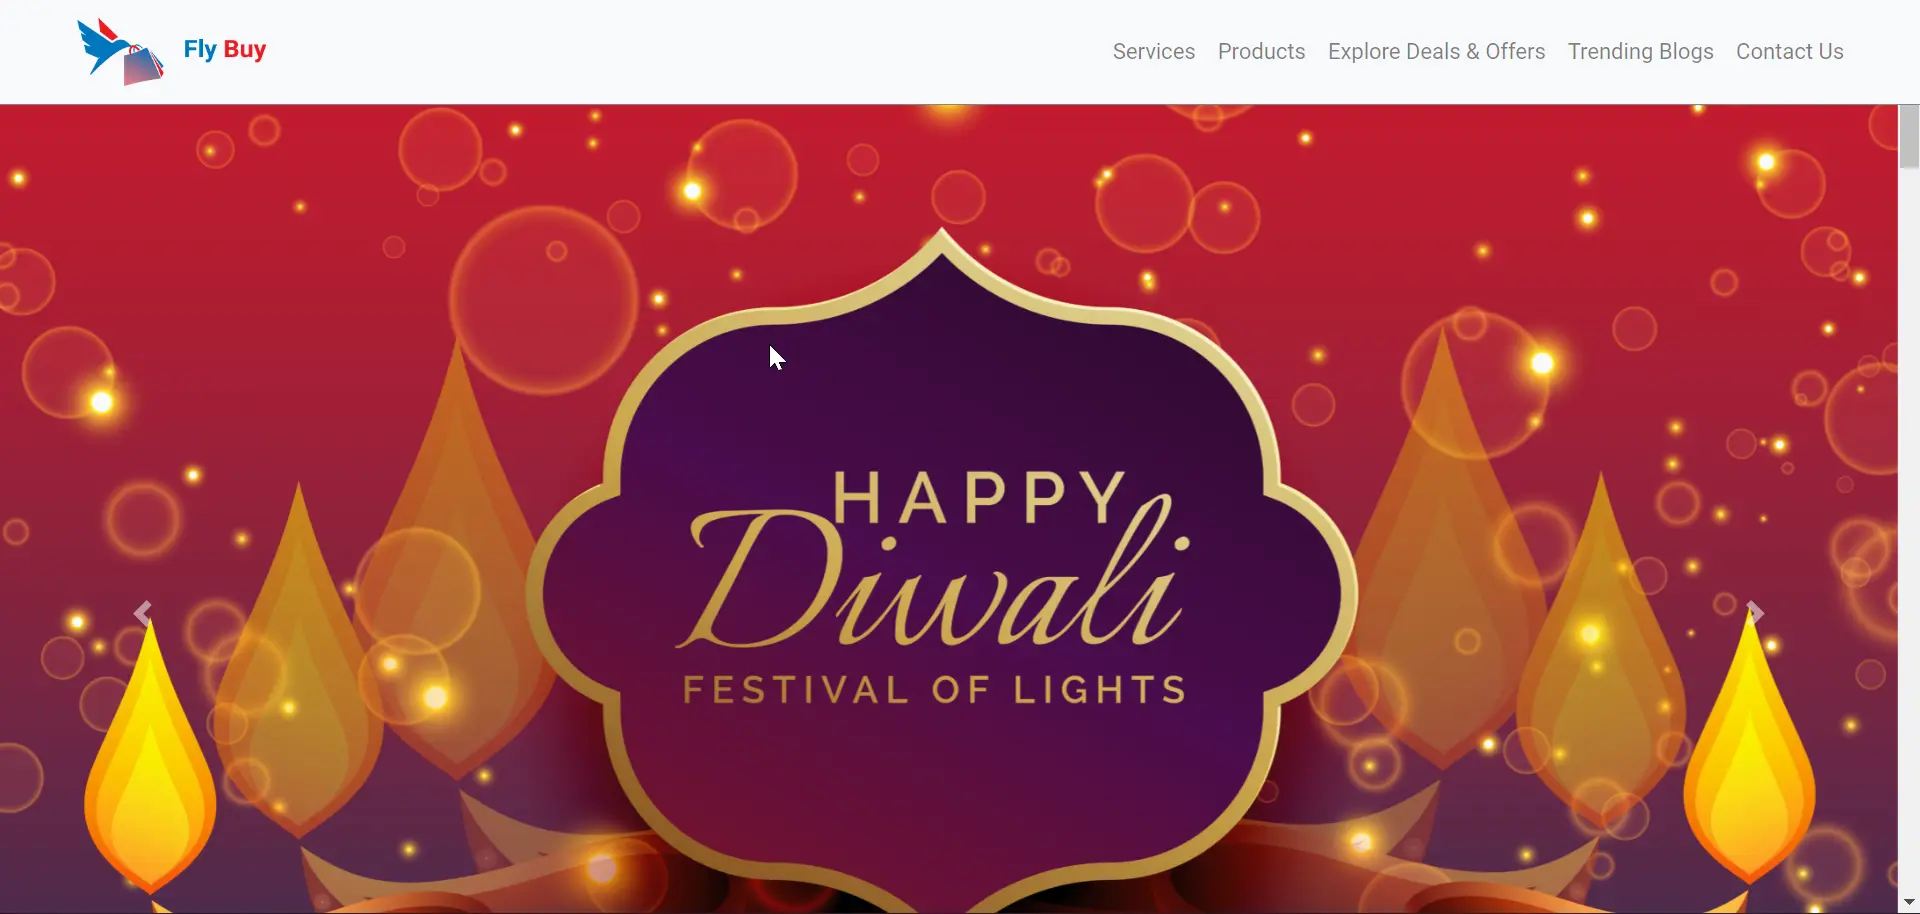 Fly Buy
Services Products Explore Deals & Offers Trending Blogs Contact Us
HAPPY
Diwali
FESTIVAL OF LIGHTS